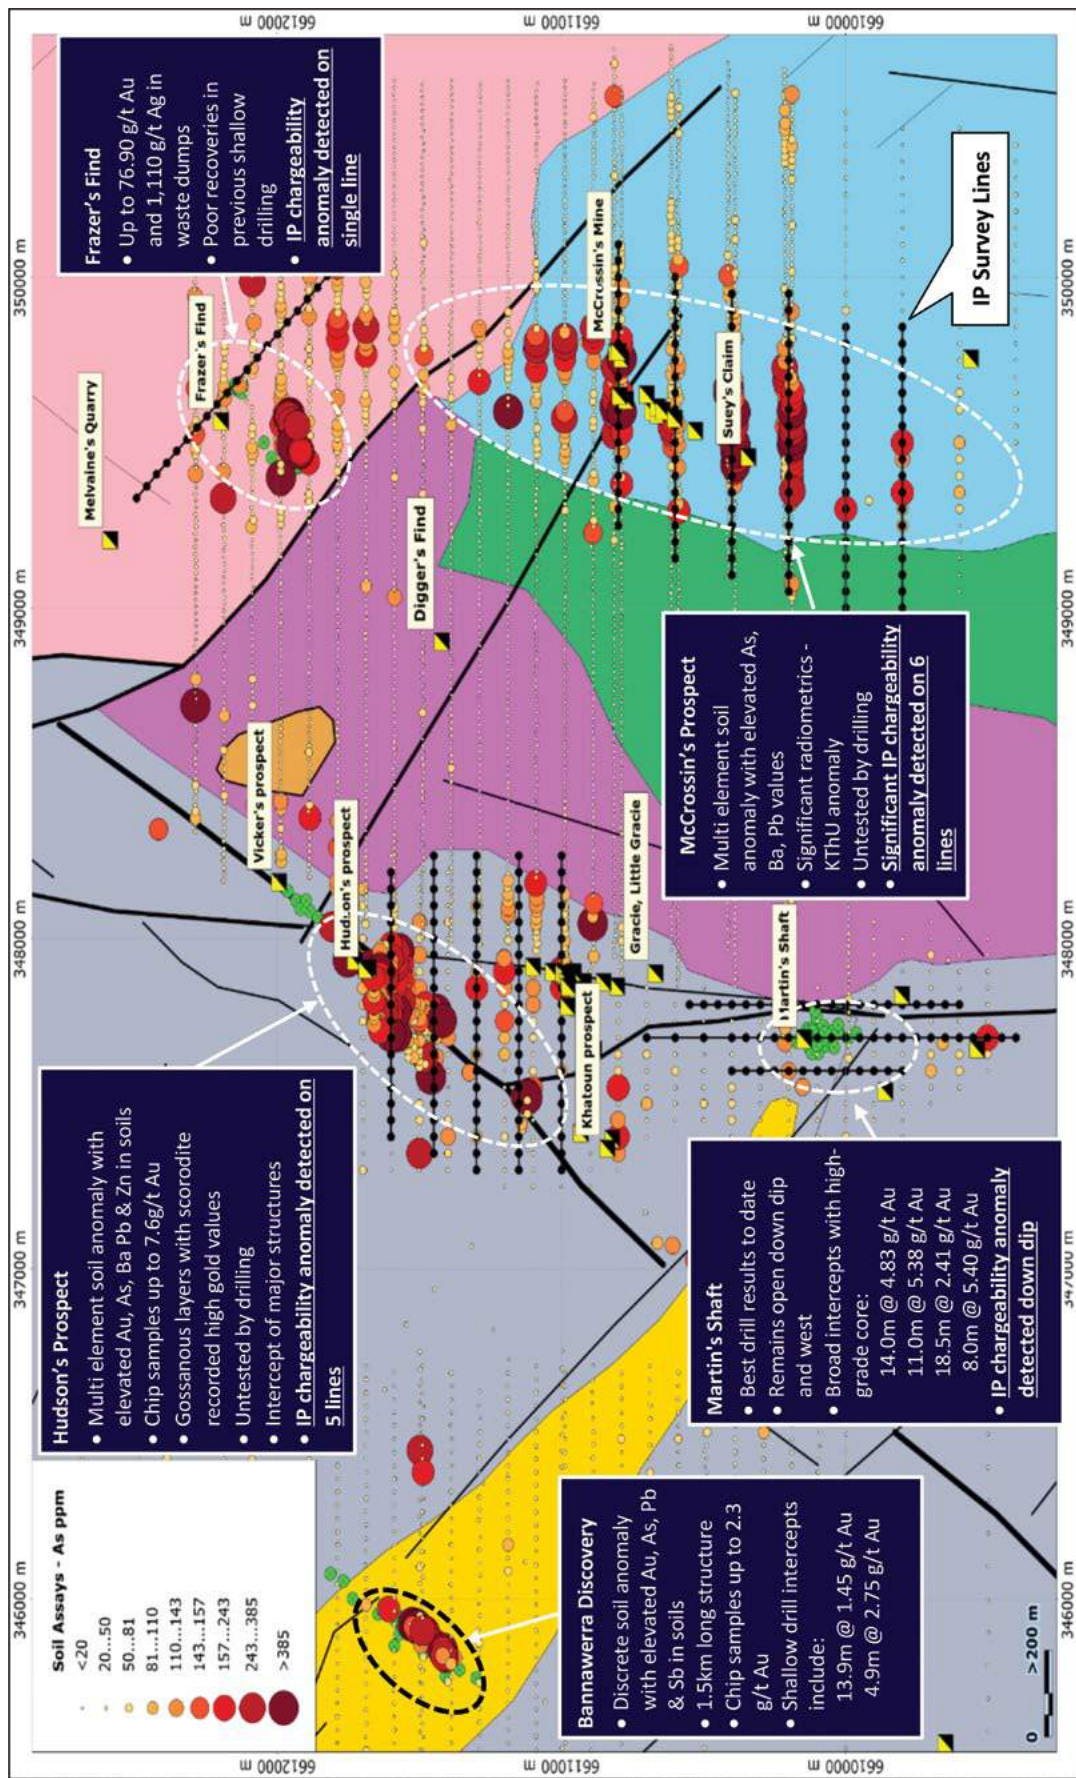 346000 m
347000 m
348000 m
349000 m
350000 m
6612000 m
6611000 m
6610000 m
Soil Assays - As ppm
<20
20...50
50...81
81...110
110...143
143...157
157...243
243...385
>385
Hudson's Prospect
• Multi element soil anomaly with
elevated Au, As, Ba Pb & Zn in soils
• Chip samples up to 7.6g/t Au
• Gossanous layers with scorodite
recorded high gold values
• Untested by drilling
• Intercept of major structures
• IP chargeability anomaly detected on
5 lines
Frazer's Find
• Up to 76.90 g/t Au
and 1,110 g/t Ag in
waste dumps
• Poor recoveries in
previous shallow
drilling
• IP chargeability
anomaly detected on
single line
Melvaine's Quarry
Frazer's Find
Vicker's prospect
Hudson's prospect
Digger's Find
McCrussin's Mine
Suey's Claim
Gracie, Little Gracie
Khatoun prospect
Martin's Shaft
IP Survey Lines
Bannawerra Discovery
• Discrete soil anomaly
with elevated Au, As, Pb
& Sb in soils
• 1.5km long structure
• Chip samples up to 2.3
g/t Au
• Shallow drill intercepts
include:
13.9m @ 1.45 g/t Au
4.9m @ 2.75 g/t Au
Martin's Shaft
• Best drill results to date
• Remains open down dip
and west
• Broad intercepts with high-
grade core:
14.0m @ 4.83 g/t Au
11.0m @ 5.38 g/t Au
18.5m @ 2.41 g/t Au
8.0m @ 5.40 g/t Au
• IP chargeability anomaly
detected down dip
McCrossin's Prospect
• Multi element soil
anomaly with elevated As,
Ba, Pb values
• Significant radiometrics -
KThU anomaly
• Untested by drilling
• Significant IP chargeability
anomaly detected on 6
lines
0 >200 m
346000 m
347000 m
348000 m
349000 m
350000 m
6612000 m
6611000 m
6610000 m